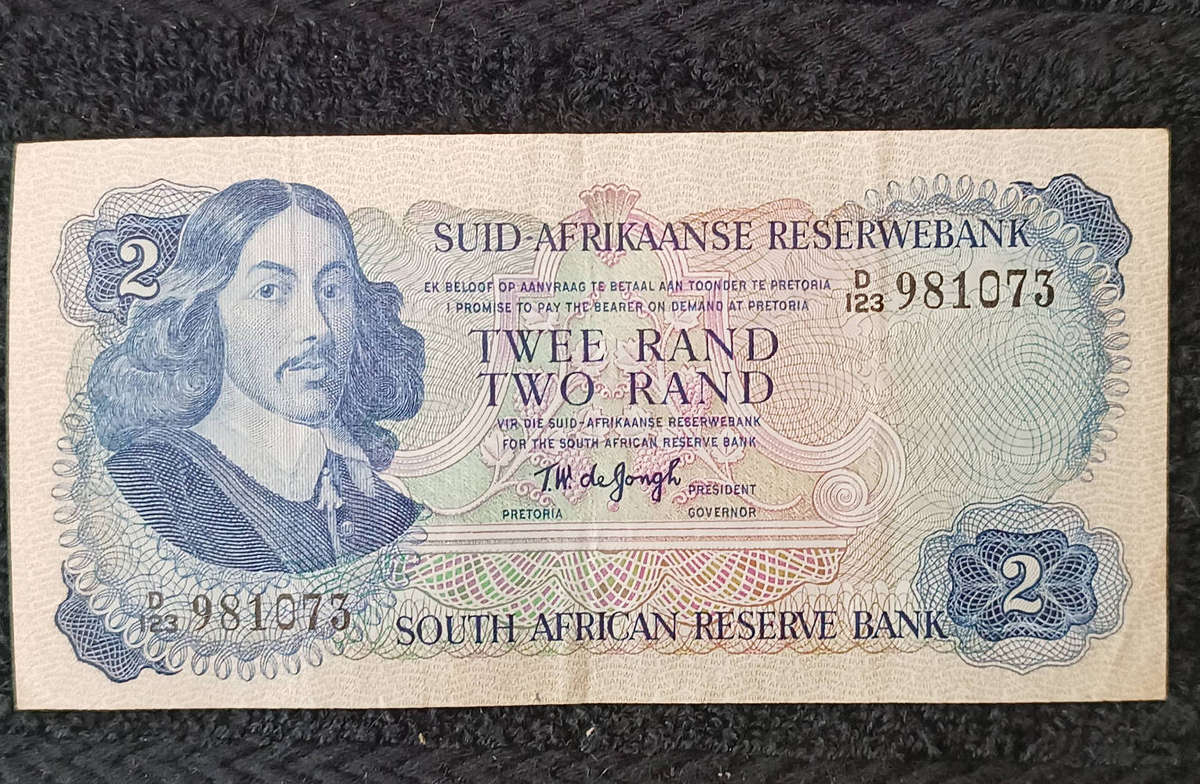 2
SUID-AFRIKAANSE RESERWEBANK
EK BELOOF OP AANVRAAG TE BETAAL AAN TOONDER TE PRETORIA
I PROMISE TO PAY THE BEARER ON DEMAND AT PRETORIA
D/123 981073
TWEE RAND
TWO RAND
VIR DIE SUID-AFRIKAANSE RESERWEBANK
FOR THE SOUTH AFRICAN RESERVE BANK
T.W. de Jongh
PRESIDENT
PRETORIA GOVERNOR
D/123 981073
SOUTH AFRICAN RESERVE BANK
2